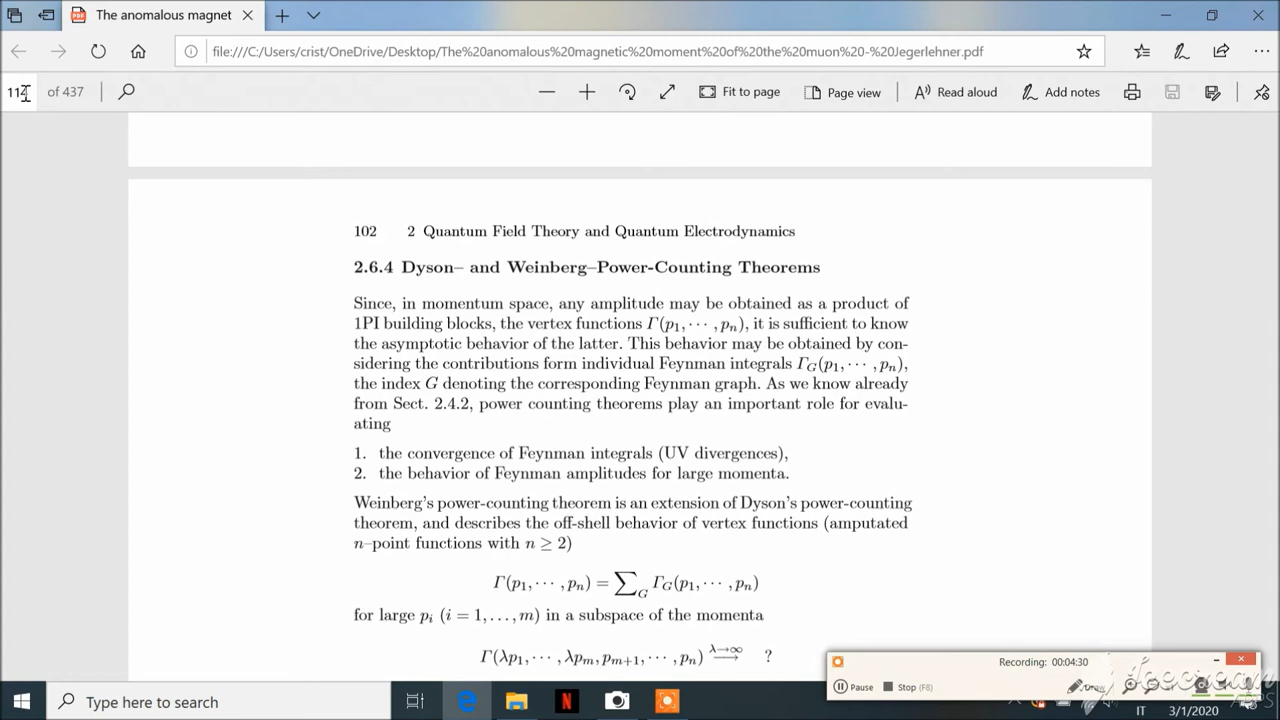 The anomalous magnet
file:///C:/Users/crist/OneDrive/Desktop/The%20anomalous%20magnetic%20moment%20of%20the%20muon%20-%20Jegerlehner.pdf
of 437
Fit to page
Page view
Read aloud
Add notes
102 2 Quantum Field Theory and Quantum Electrodynamics
2.6.4 Dyson– and Weinberg–Power-Counting Theorems
Since, in momentum space, any amplitude may be obtained as a product of
1PI building blocks, the vertex functions Γ(p₁, ··· , pₙ), it is sufficient to know
the asymptotic behavior of the latter. This behavior may be obtained by con-
sidering the contributions form individual Feynman integrals Γ_G(p₁, ··· , pₙ),
the index G denoting the corresponding Feynman graph. As we know already
from Sect. 2.4.2, power counting theorems play an important role for evalu-
ating
1. the convergence of Feynman integrals (UV divergences),
2. the behavior of Feynman amplitudes for large momenta.
Weinberg's power-counting theorem is an extension of Dyson's power-counting
theorem, and describes the off-shell behavior of vertex functions (amputated
n–point functions with n ≥ 2)
Γ(p₁, ··· , pₙ) = ∑_G Γ_G(p₁, ··· , pₙ)
for large pᵢ (i = 1, . . . , m) in a subspace of the momenta
Γ(λp₁, ··· , λpₘ, pₘ₊₁, ··· , pₙ) λ→∞ → ?
Recording: 00:04:30
Pause
Stop (F8)
Draw
Type here to search
IT
3/1/2020